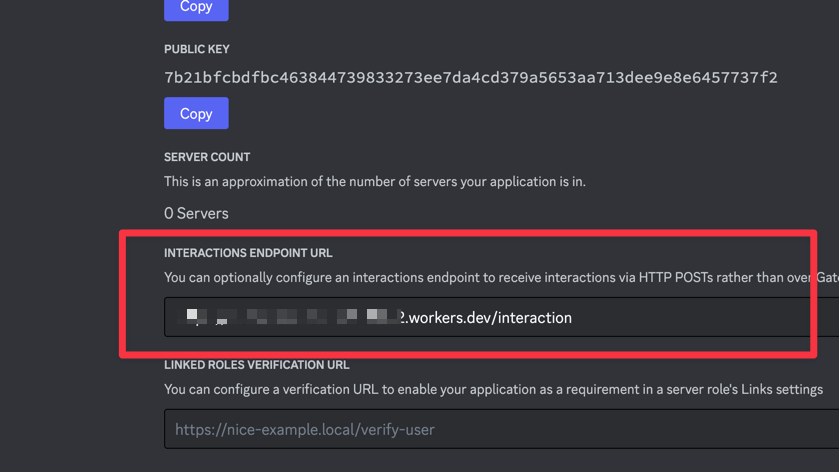 Copy
PUBLIC KEY
7b21bfcbdfbc463844739833273ee7da4cd379a5653aa713dee9e8e6457737f2
Copy
SERVER COUNT
This is an approximation of the number of servers your application is in.
0 Servers
INTERACTIONS ENDPOINT URL
You can optionally configure an interactions endpoint to receive interactions via HTTP POSTs rather than over Gat
2.workers.dev/interaction
LINKED ROLES VERIFICATION URL
You can configure a verification URL to enable your application as a requirement in a server role's Links settings
https://nice-example.local/verify-user